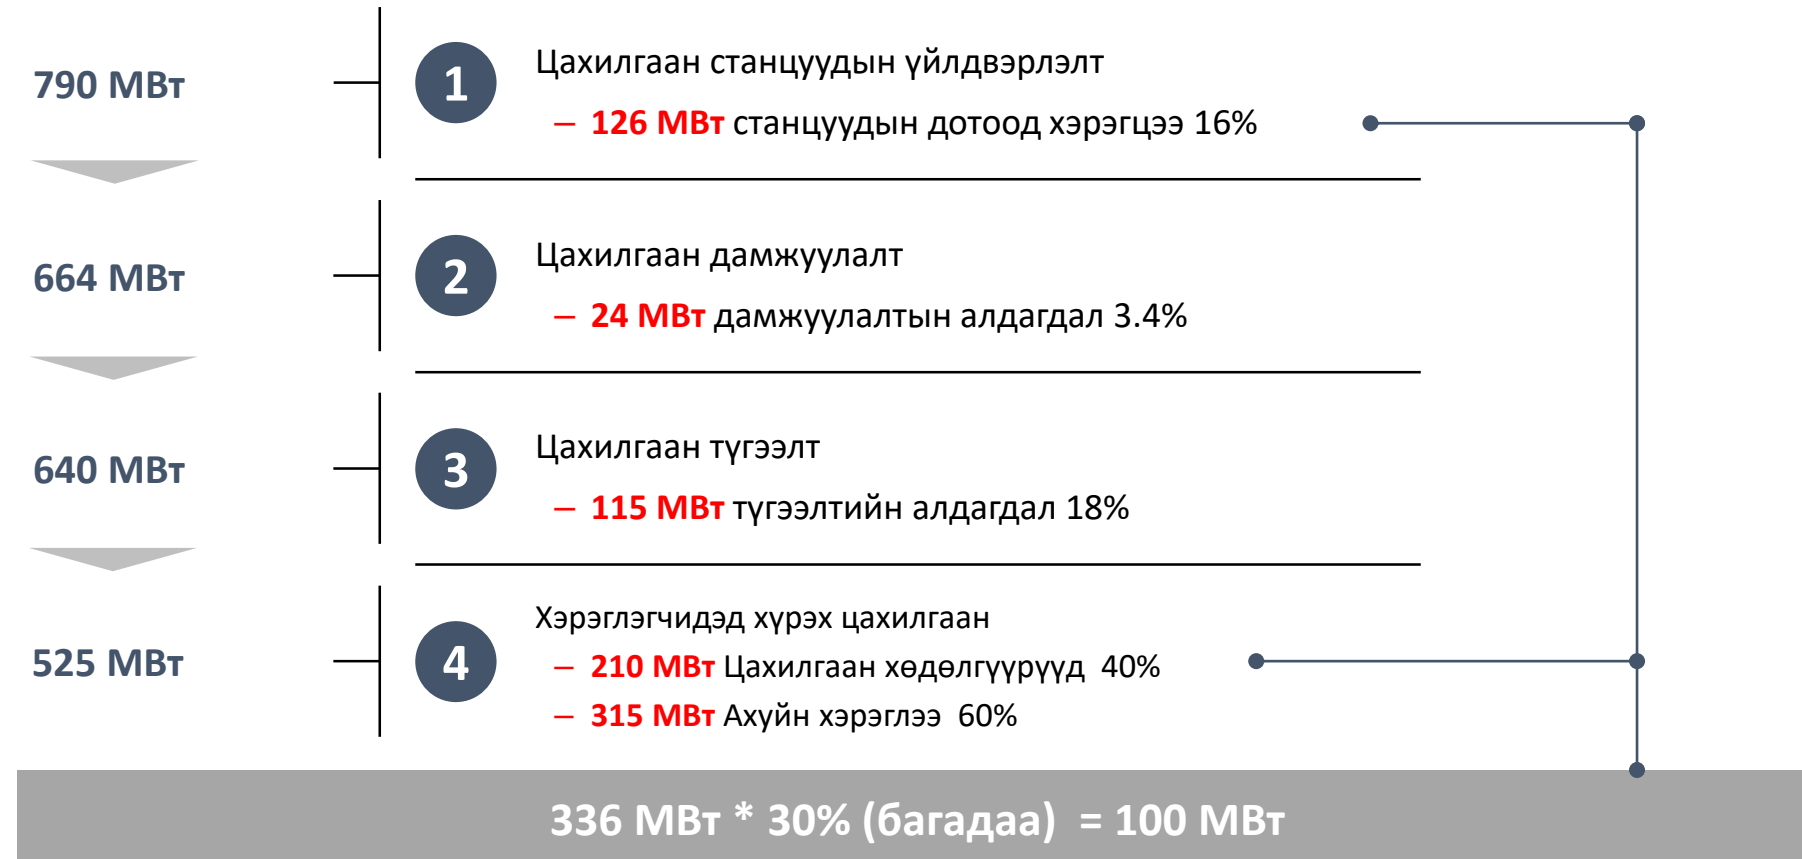 790 МВт
1
Цахилгаан станцуудын үйлдвэрлэлт
– 126 МВт станцуудын дотоод хэрэгцээ 16%
664 МВт
2
Цахилгаан дамжуулалт
– 24 МВт дамжуулалтын алдагдал 3.4%
640 МВт
3
Цахилгаан түгээлт
– 115 МВт түгээлтийн алдагдал 18%
525 МВт
4
Хэрэглэгчидэд хүрэх цахилгаан
– 210 МВт Цахилгаан хөдөлгүүрүүд 40%
– 315 МВт Ахуйн хэрэглээ 60%
336 МВт * 30% (багадаа) = 100 МВт